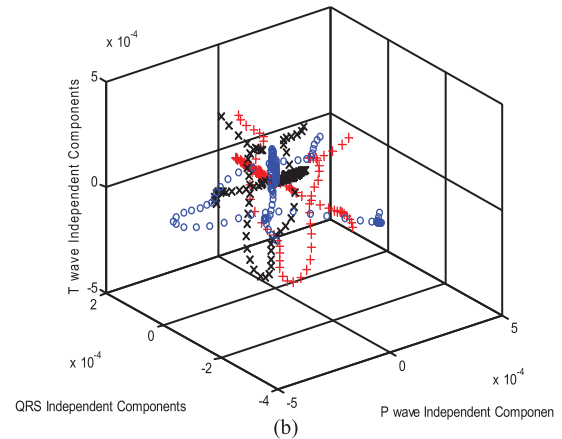 x 10-4
5
0
-5
T wave Independent Components
2
0
-2
-4
x 10-4
QRS Independent Components
-5
0
5
x 10-4
P wave Independent Componen
(b)